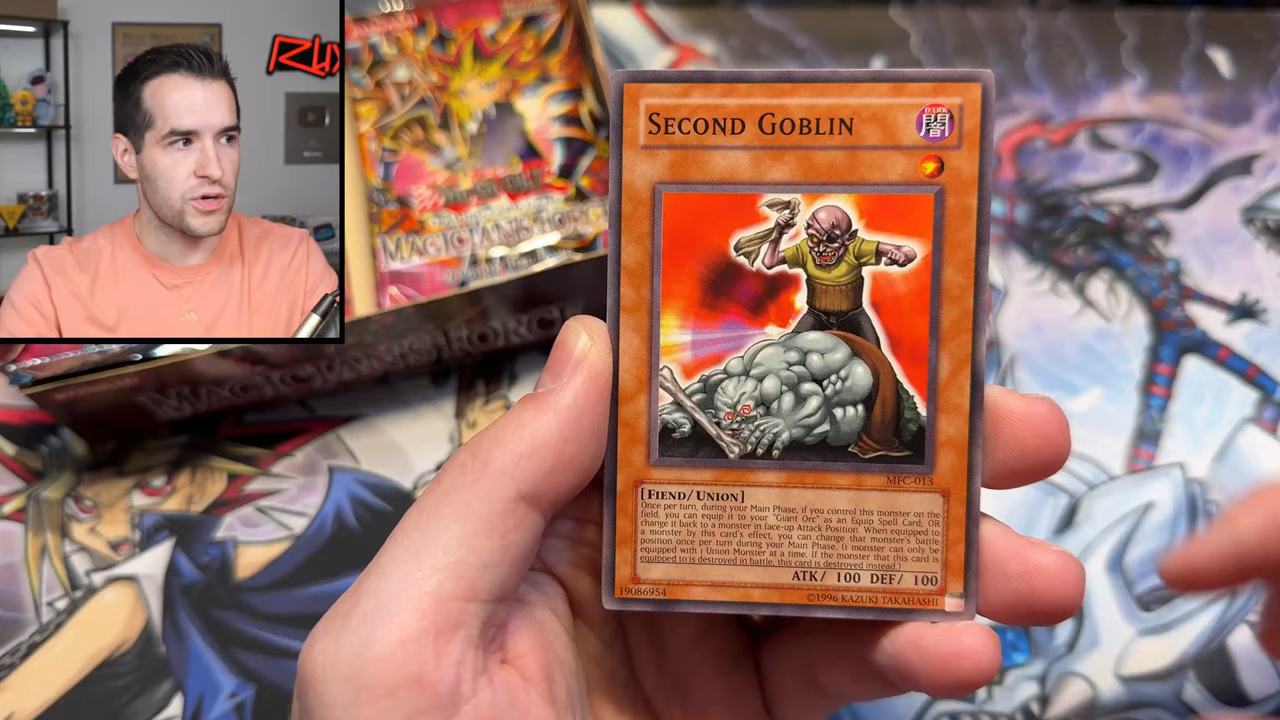 SECOND GOBLIN
DARK
闇
MFC-013
[FIEND/UNION]
Once per turn, during your Main Phase, if you control this monster on the
field, you can equip it to your "Giant Orc" as an Equip Spell Card, OR
change it back to a monster in face-up Attack Position. When equipped to
a monster by this card's effect, you can change that monster's battle
position once per turn during your Main Phase. (1 monster can only be
equipped with 1 Union Monster at a time. If the monster that this card is
equipped to is destroyed in battle, this card is destroyed instead.)
ATK/ 100 DEF/ 100
19086954
©1996 KAZUKI TAKAHASHI
MAGICIAN'S FORCE
MAGICIAN'S FORCE